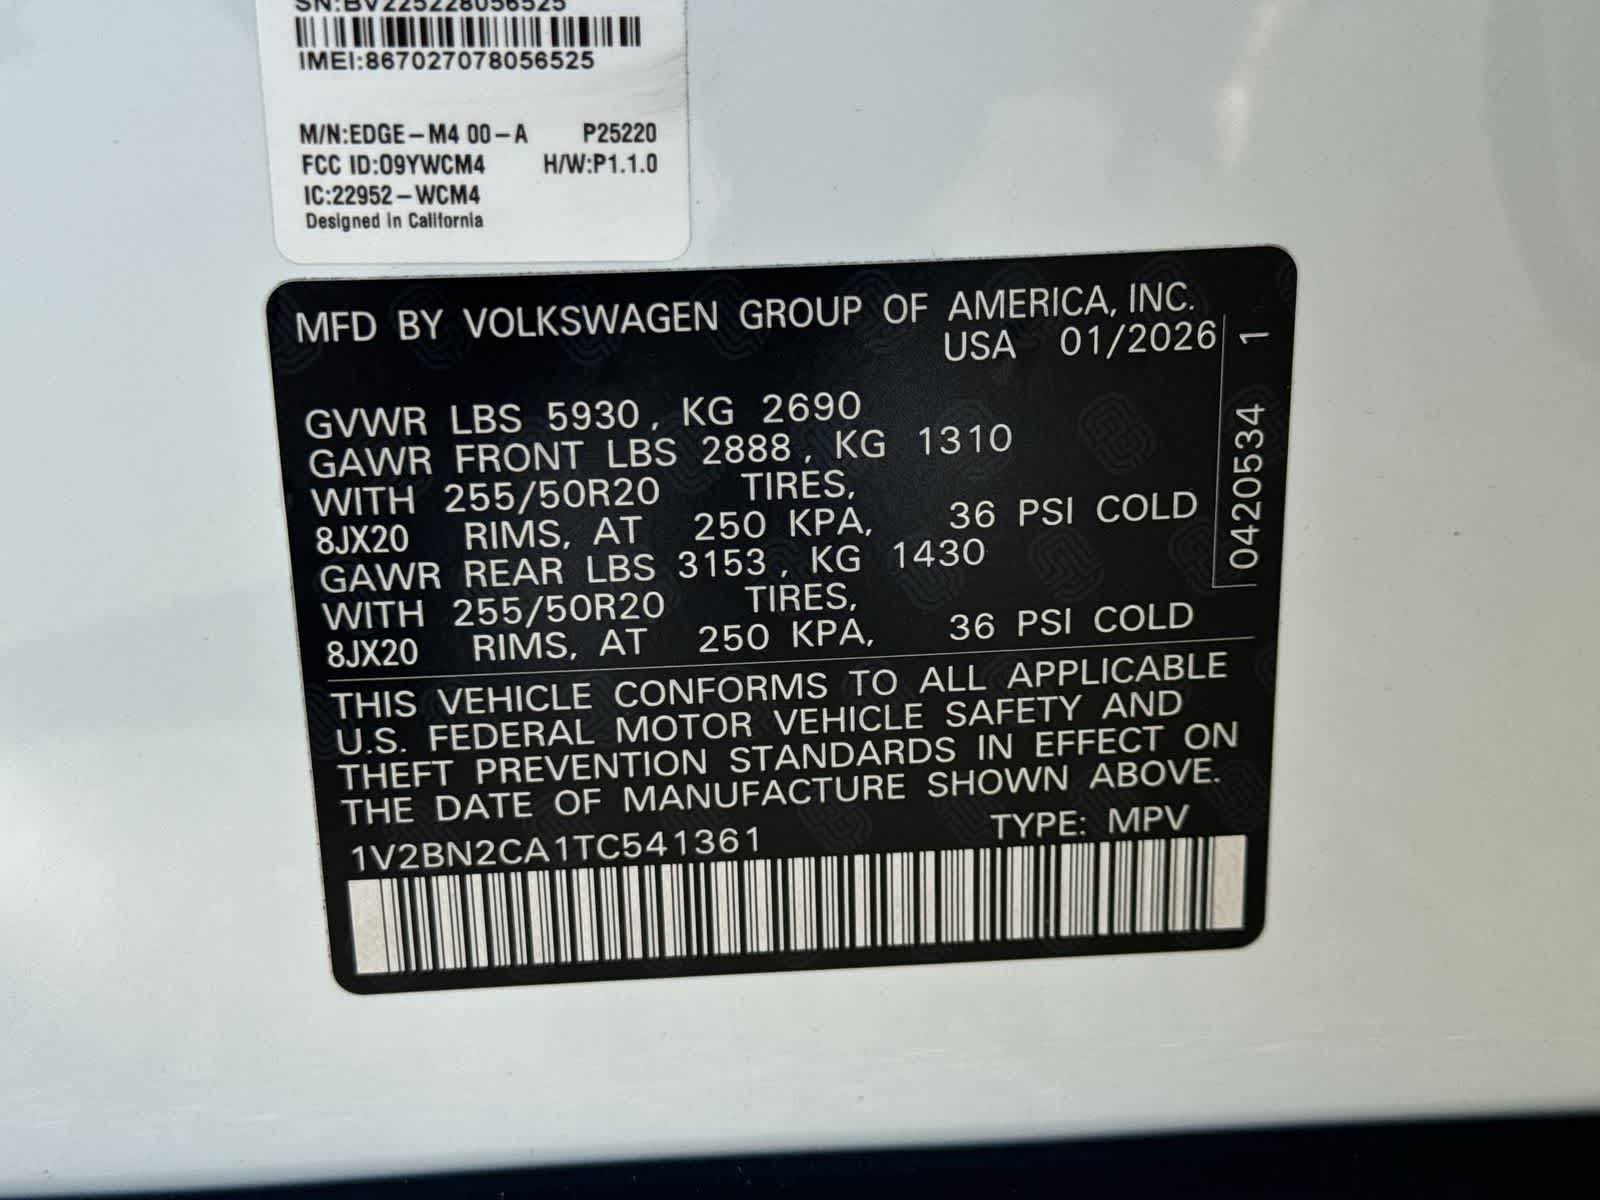 SN:BV225228056525
IMEI:867027078056525
M/N:EDGE-M4 00-A P25220
FCC ID:O9YWCM4 H/W:P1.1.0
IC:22952-WCM4
Designed in California
MFD BY VOLKSWAGEN GROUP OF AMERICA, INC.
USA 01/2026
GVWR LBS 5930, KG 2690
GAWR FRONT LBS 2888, KG 1310
WITH 255/50R20 TIRES,
8JX20 RIMS, AT 250 KPA, 36 PSI COLD
GAWR REAR LBS 3153, KG 1430
WITH 255/50R20 TIRES,
8JX20 RIMS, AT 250 KPA, 36 PSI COLD
0420534 1
THIS VEHICLE CONFORMS TO ALL APPLICABLE
U.S. FEDERAL MOTOR VEHICLE SAFETY AND
THEFT PREVENTION STANDARDS IN EFFECT ON
THE DATE OF MANUFACTURE SHOWN ABOVE.
1V2BN2CA1TC541361 TYPE: MPV